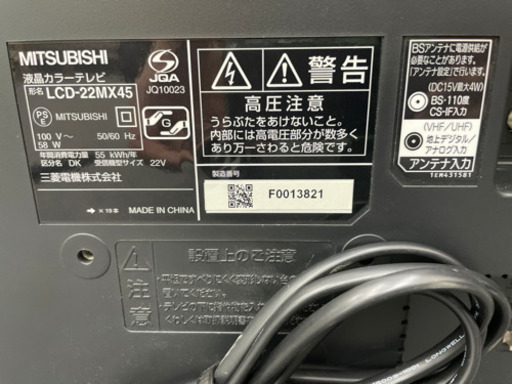 MITSUBISHI
液晶カラーテレビ
形名 LCD-22MX45
PS E MITSUBISHI
100 V～ 50/60 Hz
58 W
年間消費電力量 55 kWh/年
区分名 DK 受信機型サイズ 22V
三菱電機株式会社
MADE IN CHINA
JQA
JQ10023
警告
高圧注意
うらぶたをあけないこと。
内部には高電圧部分が数多く
あり万一さわると危険です。
製造番号
F0013821
BSアンテナに電源供給が
必要なことがあります。
「アンテナ設定」で行います。
(DC15V/最大4W)
BS・110度
CS-IF入力
(VHF/UHF)
地上デジタル/
アナログ入力
アンテナ入力
1EM431581
設置上のご注意
注意